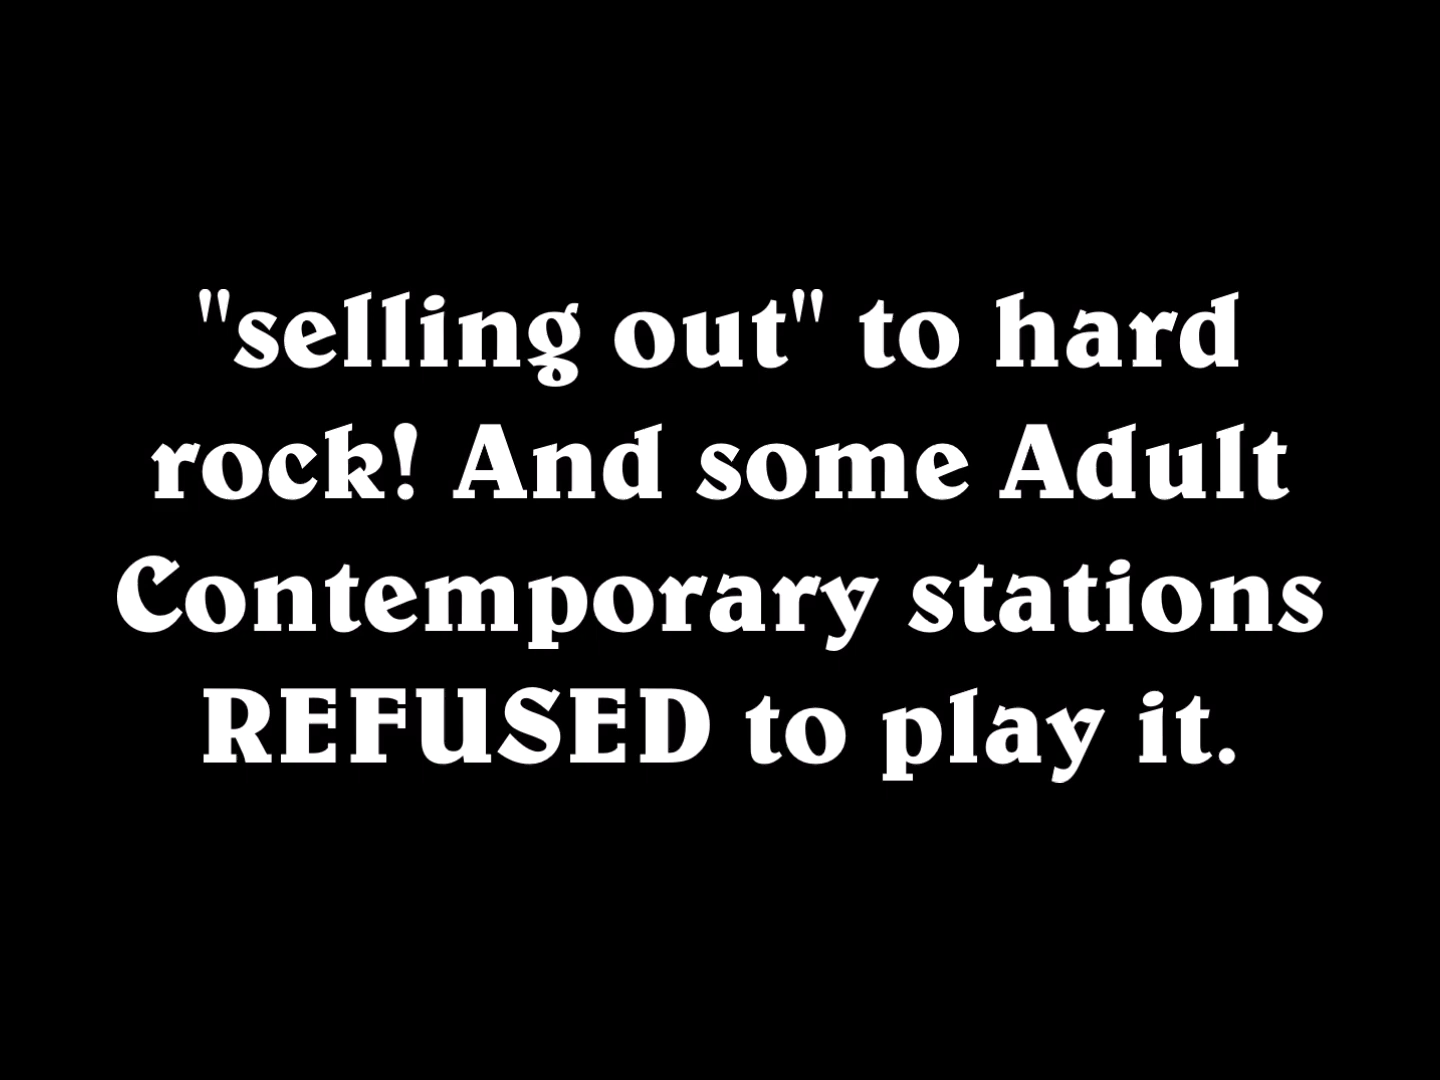 "selling out" to hard
rock! And some Adult
Contemporary stations
REFUSED to play it.